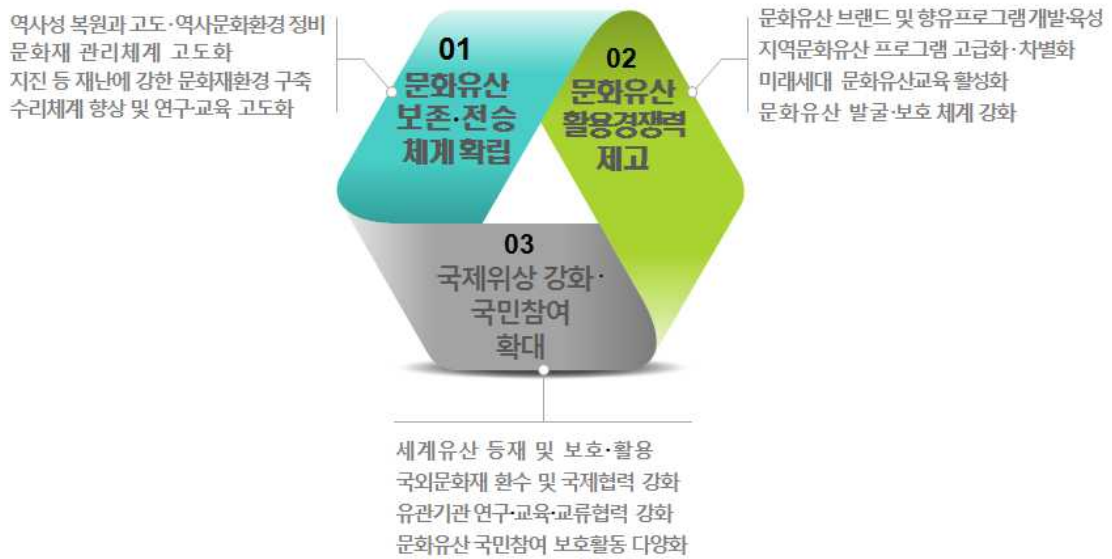 역사성 복원과 고도·역사문화환경 정비
문화재 관리체계 고도화
지진 등 재난에 강한 문화재환경 구축
수리체계 향상 및 연구·교육 고도화
01
문화유산
보존·전승
체계 확립
02
문화유산
활용경쟁력
제고
문화유산 브랜드 및 향유프로그램 개발·육성
지역문화유산 프로그램 고급화·차별화
미래세대 문화유산교육 활성화
문화유산 발굴·보호 체계 강화
03
국제위상 강화·
국민참여
확대
세계유산 등재 및 보호·활용
국외문화재 환수 및 국제협력 강화
유관기관 연구·교육·교류협력 강화
문화유산 국민참여 보호활동 다양화